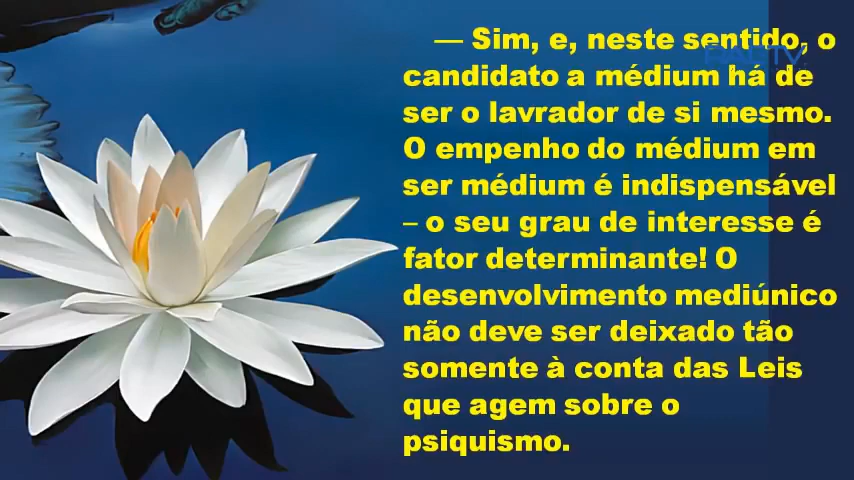 — Sim, e, neste sentido, o
candidato a médium há de
ser o lavrador de si mesmo.
O empenho do médium em
ser médium é indispensável
– o seu grau de interesse é
fator determinante! O
desenvolvimento mediúnico
não deve ser deixado tão
somente à conta das Leis
que agem sobre o
psiquismo.